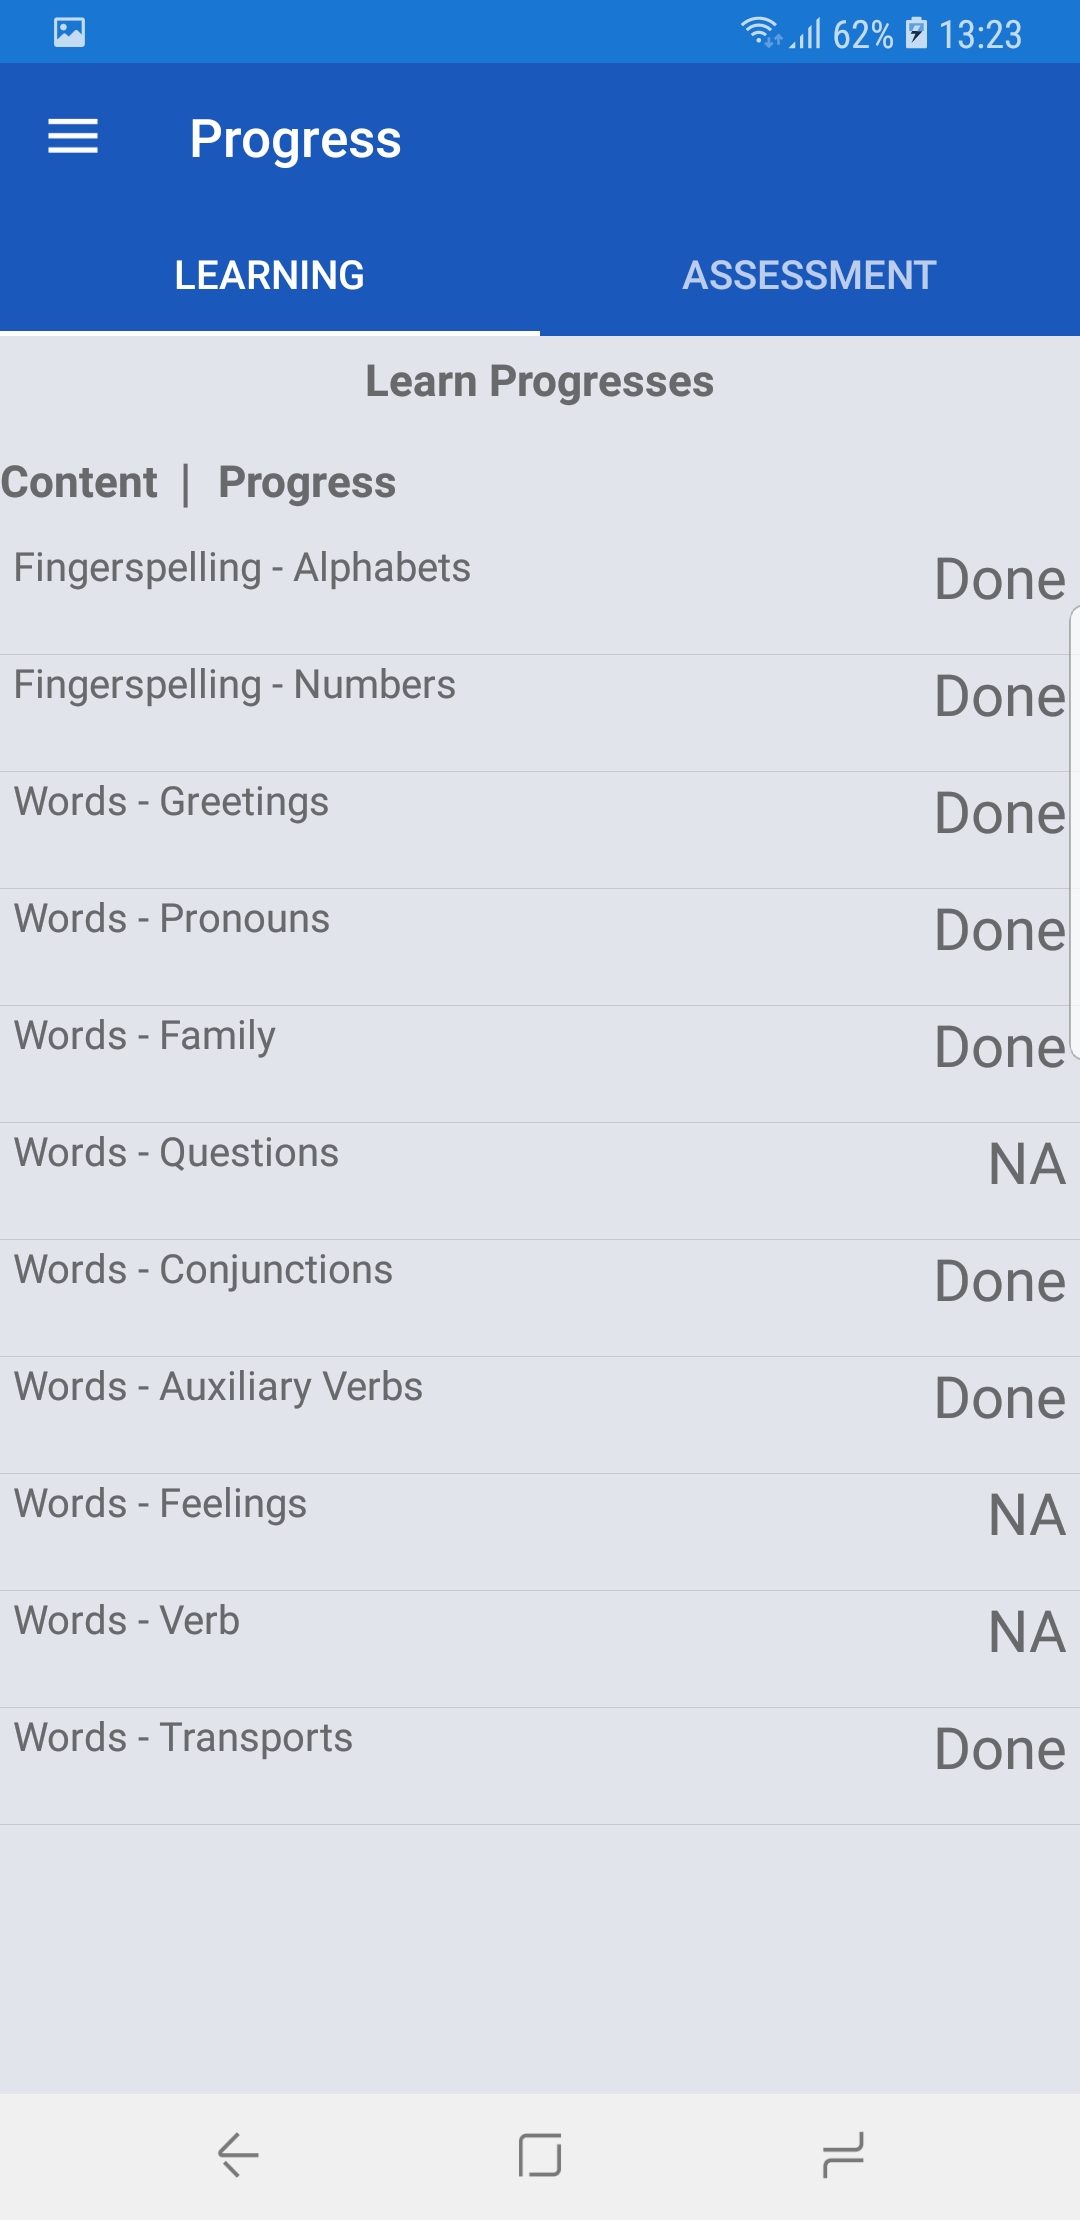 62% 13:23
Progress
LEARNING ASSESSMENT
Learn Progresses
Content | Progress
Fingerspelling - Alphabets Done
Fingerspelling - Numbers Done
Words - Greetings Done
Words - Pronouns Done
Words - Family Done
Words - Questions NA
Words - Conjunctions Done
Words - Auxiliary Verbs Done
Words - Feelings NA
Words - Verb NA
Words - Transports Done